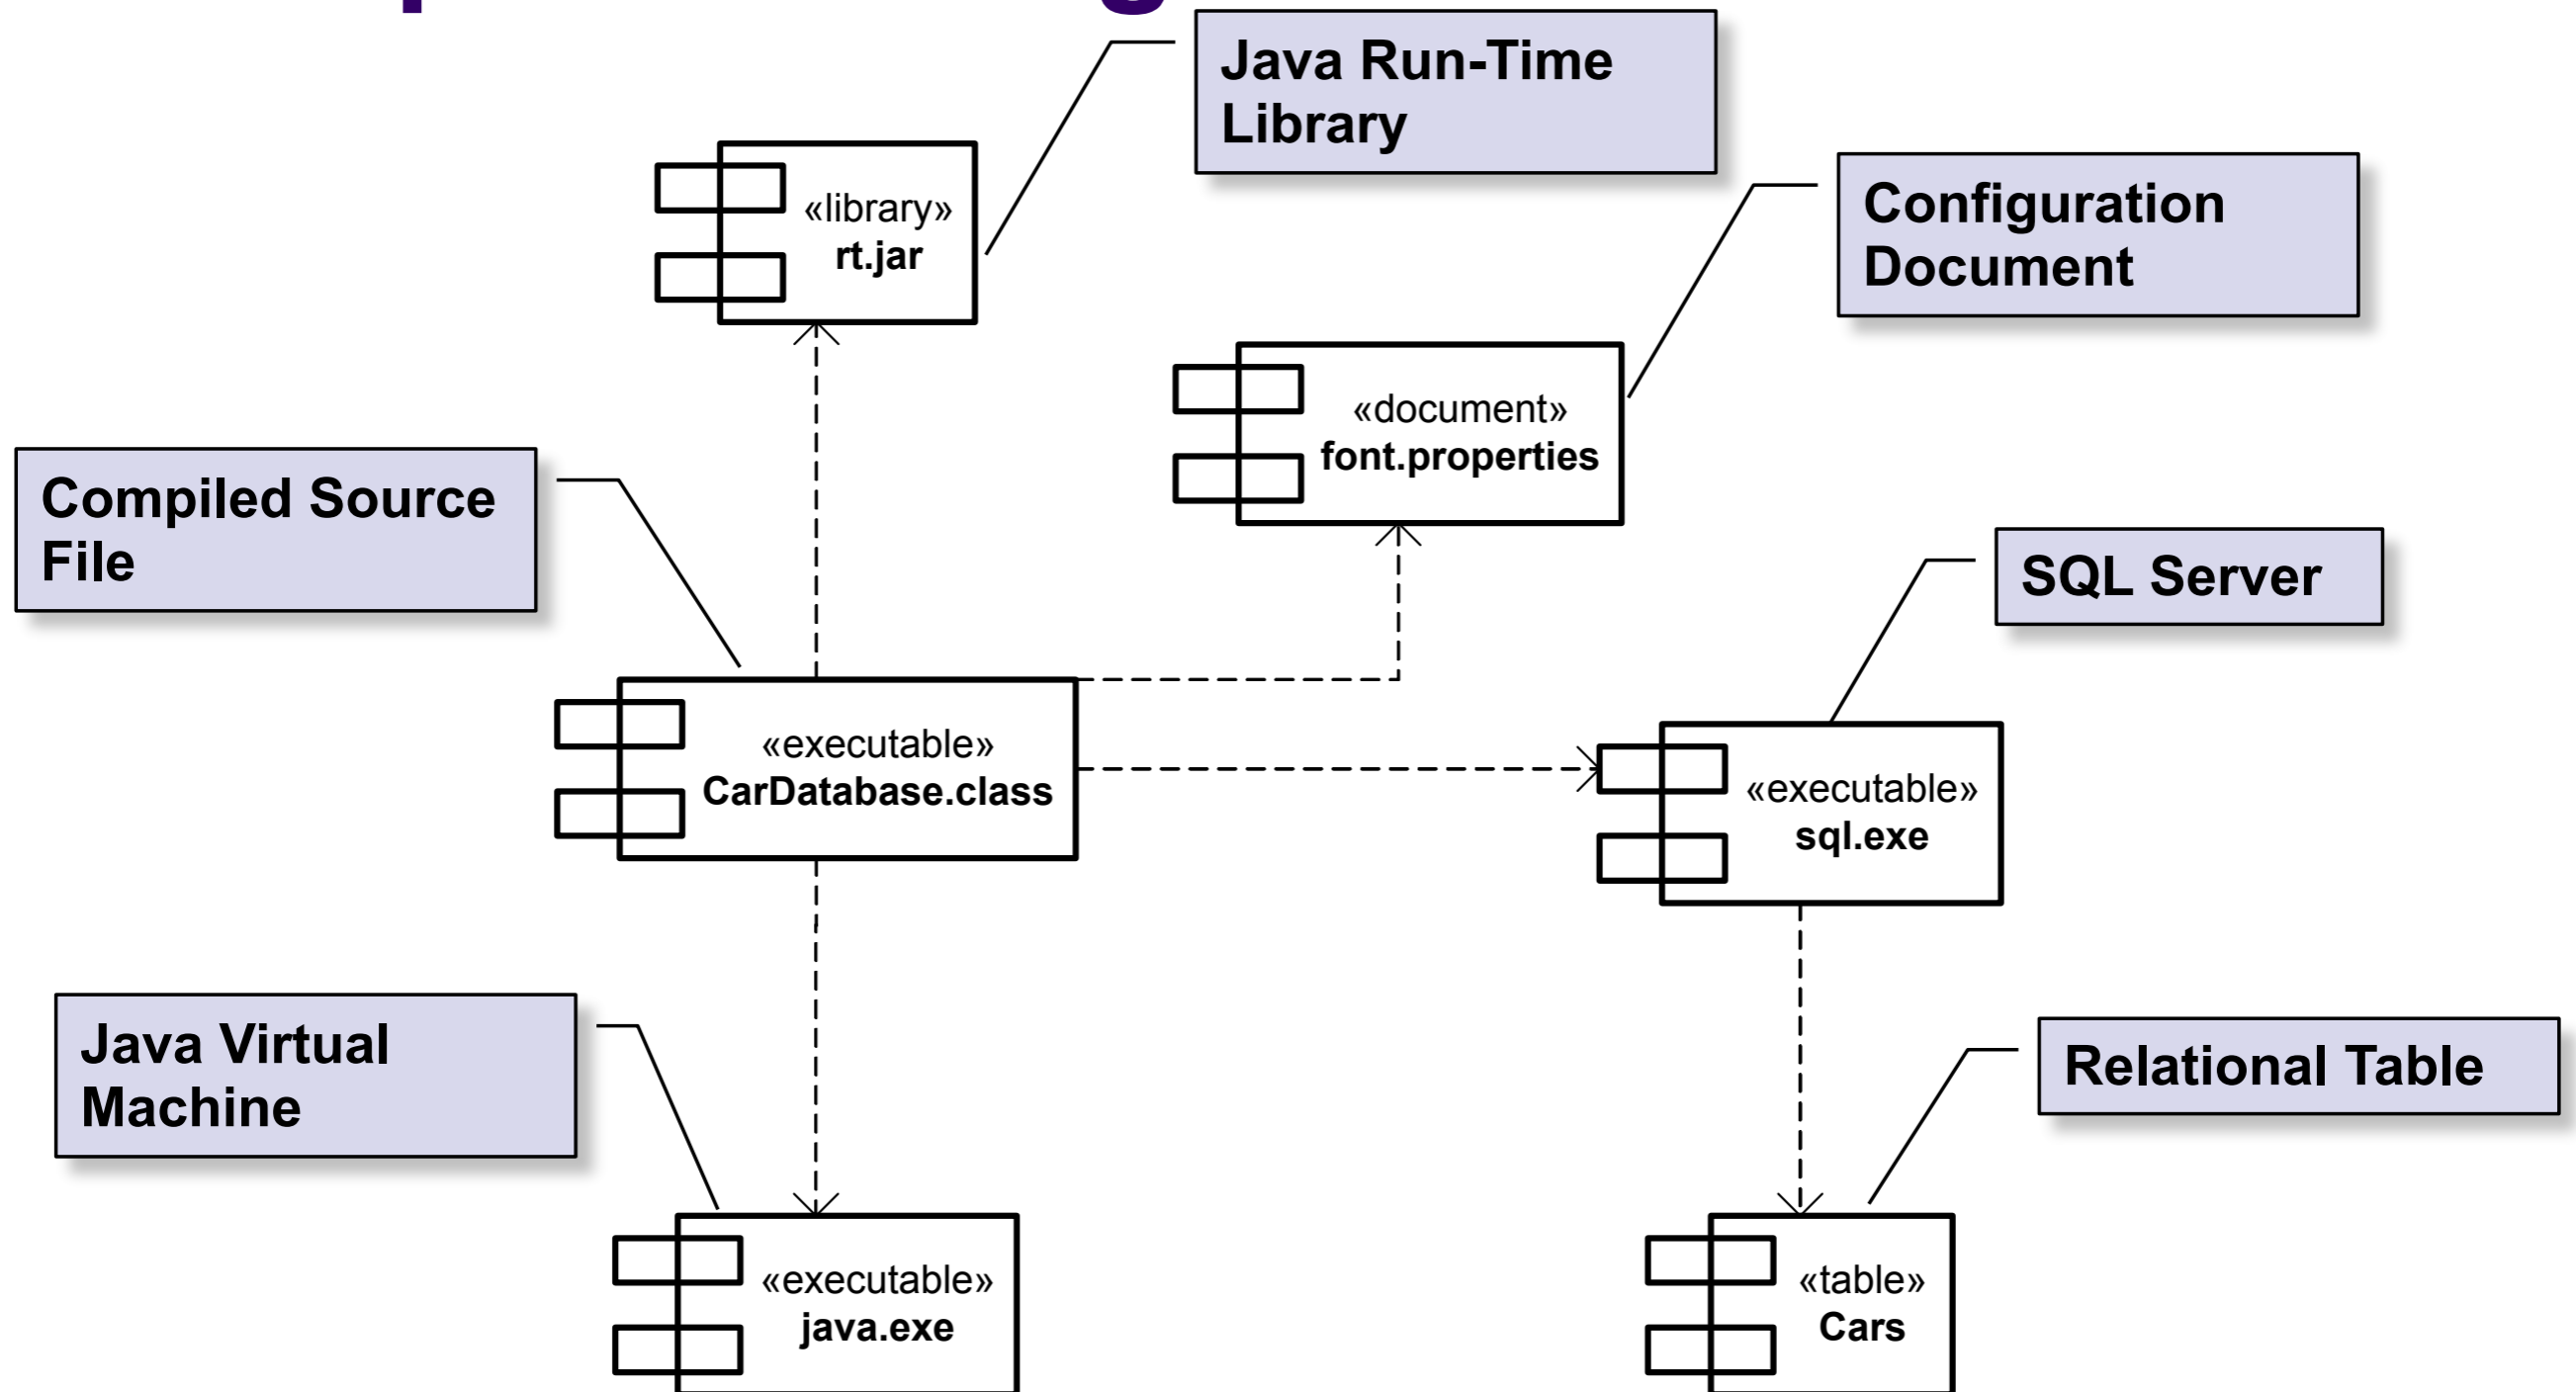 Java Run-Time
Library
«library»
rt.jar
Configuration
Document
«document»
font.properties
Compiled Source
File
SQL Server
«executable»
CarDatabase.class
«executable»
sql.exe
Java Virtual
Machine
Relational Table
«executable»
java.exe
«table»
Cars